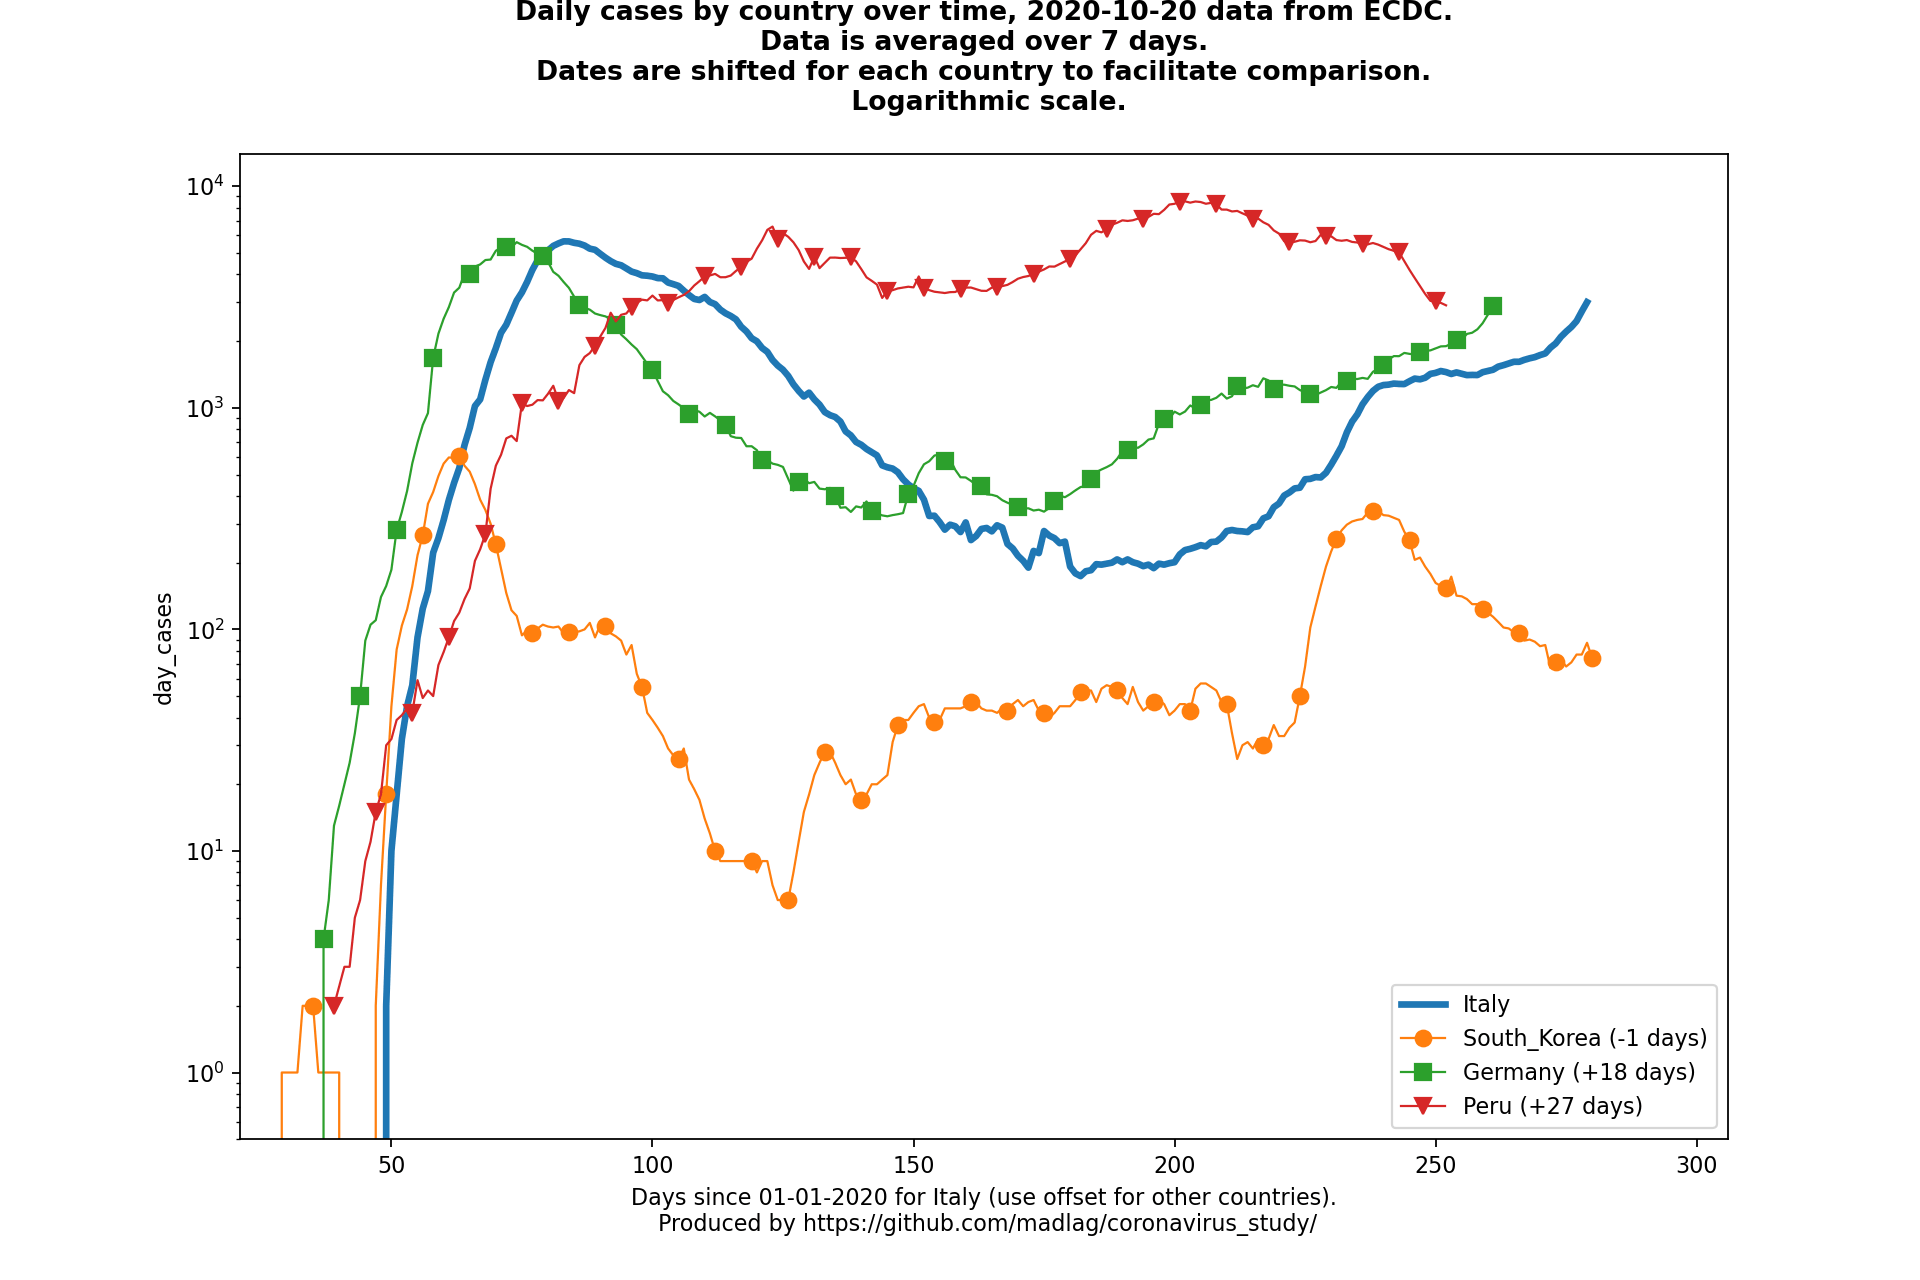 Daily cases by country over time, 2020-10-20 data from ECDC.
Data is averaged over 7 days.
Dates are shifted for each country to facilitate comparison.
Logarithmic scale.
10⁴
10³
10²
10¹
10⁰
day_cases
50
100
150
200
250
300
Italy
South_Korea (-1 days)
Germany (+18 days)
Peru (+27 days)
Days since 01-01-2020 for Italy (use offset for other countries).
Produced by https://github.com/madlag/coronavirus_study/